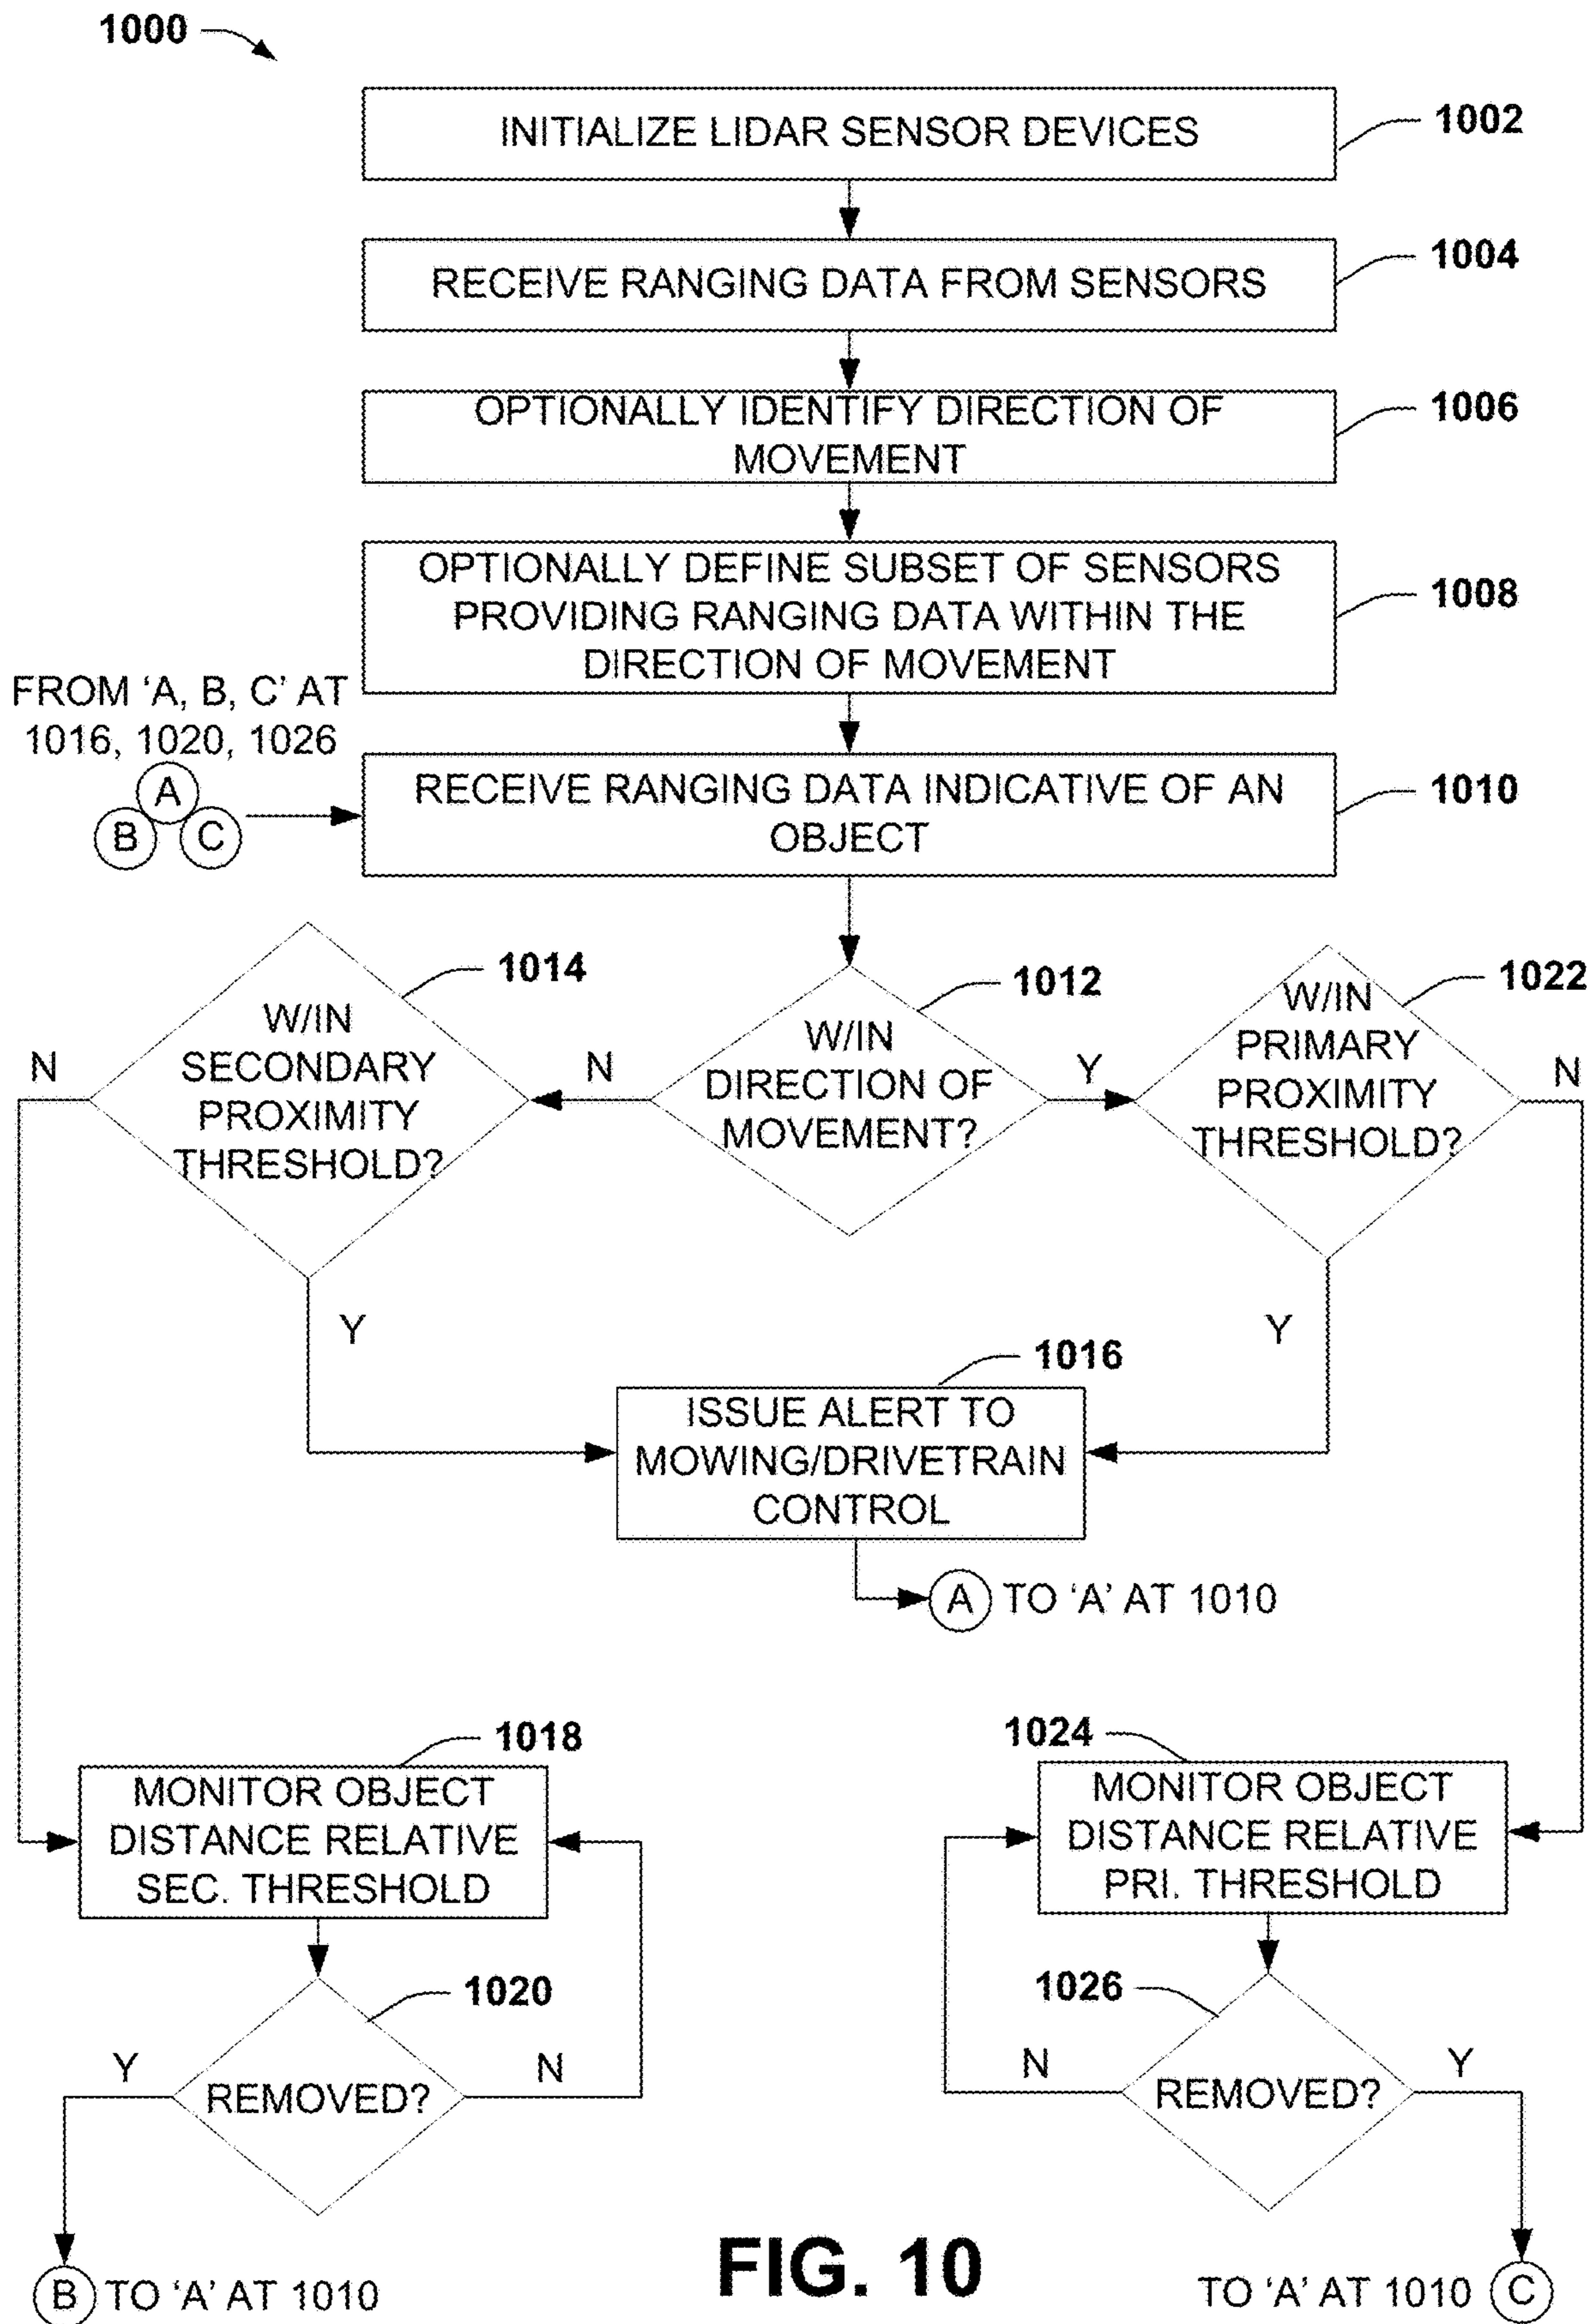 1000
INITIALIZE LIDAR SENSOR DEVICES
1002
RECEIVE RANGING DATA FROM SENSORS
1004
OPTIONALLY IDENTIFY DIRECTION OF
MOVEMENT
1006
OPTIONALLY DEFINE SUBSET OF SENSORS
PROVIDING RANGING DATA WITHIN THE
DIRECTION OF MOVEMENT
1008
FROM ‘A, B, C’ AT
1016, 1020, 1026
A
B
C
RECEIVE RANGING DATA INDICATIVE OF AN
OBJECT
1010
1014
W/IN
SECONDARY
PROXIMITY
THRESHOLD?
N
Y
1012
W/IN
DIRECTION OF
MOVEMENT?
N
Y
1022
W/IN
PRIMARY
PROXIMITY
THRESHOLD?
N
Y
1016
ISSUE ALERT TO
MOWING/DRIVETRAIN
CONTROL
A TO ‘A’ AT 1010
1018
MONITOR OBJECT
DISTANCE RELATIVE
SEC. THRESHOLD
1020
REMOVED?
Y
N
B TO ‘A’ AT 1010
1024
MONITOR OBJECT
DISTANCE RELATIVE
PRI. THRESHOLD
1026
REMOVED?
N
Y
TO ‘A’ AT 1010 C
FIG. 10